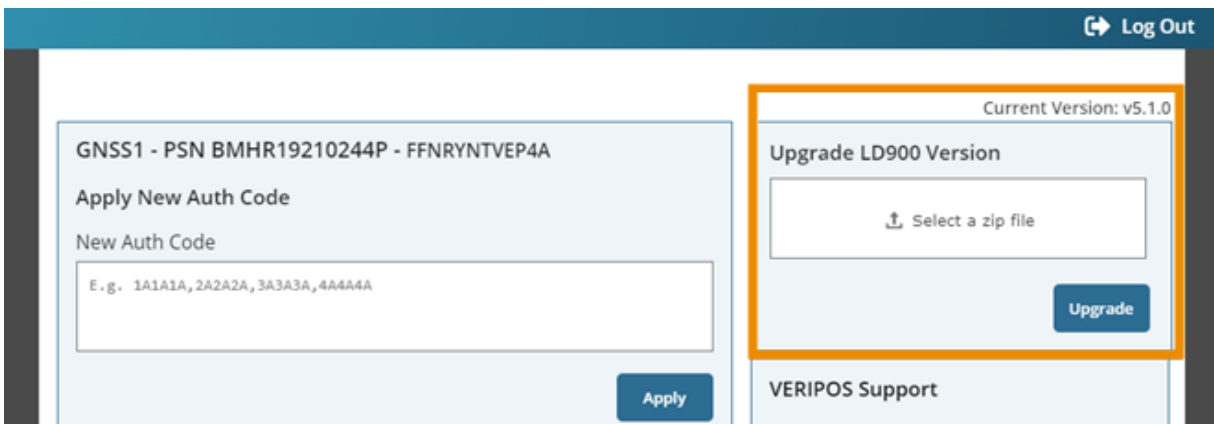 Log Out
GNSS1 - PSN BMHR19210244P - FFNRYNTVEP4A
Apply New Auth Code
New Auth Code
E.g. 1A1A1A,2A2A2A,3A3A3A,4A4A4A
Apply
Current Version: v5.1.0
Upgrade LD900 Version
Select a zip file
Upgrade
VERIPOS Support